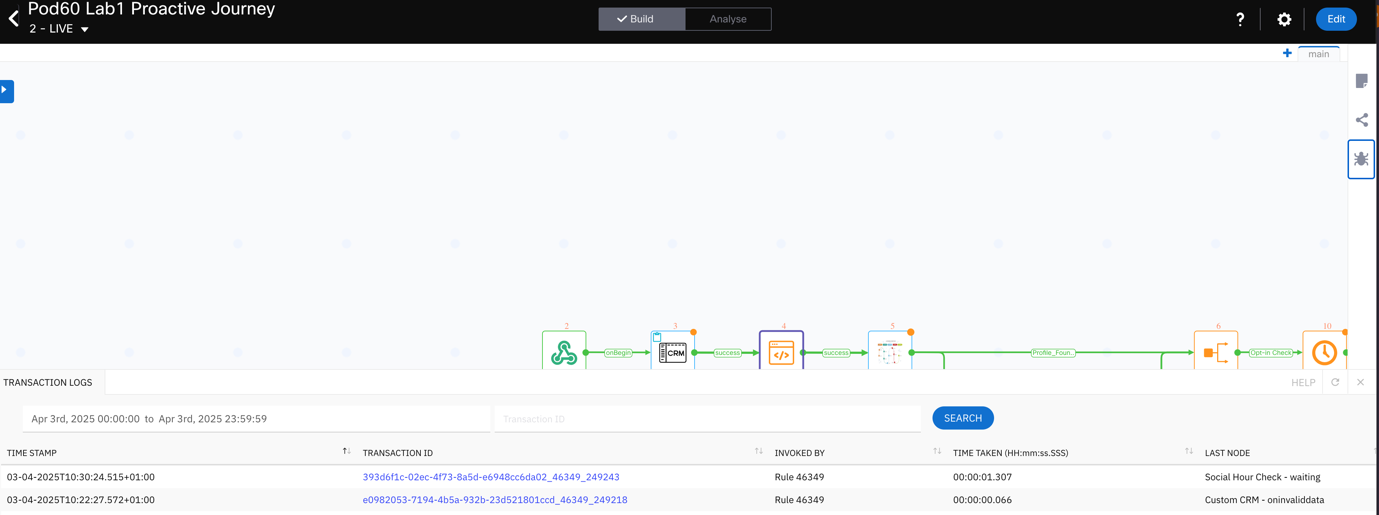 Pod60 Lab1 Proactive Journey
2 - LIVE
Build
Analyse
?
Edit
+
main
2
3
4
5
6
10
onBegin
CRM
success
</>
success
Profile_Foun..
Opt-in Check
TRANSACTION LOGS
HELP
Apr 3rd, 2025 00:00:00 to Apr 3rd, 2025 23:59:59
Transaction ID
SEARCH
TIME STAMP
TRANSACTION ID
INVOKED BY
TIME TAKEN (HH:mm:ss.SSS)
LAST NODE
03-04-2025T10:30:24.515+01:00
393d6f1c-02ec-4f73-8a5d-e6948cc6da02_46349_249243
Rule 46349
00:00:01.307
Social Hour Check - waiting
03-04-2025T10:22:27.572+01:00
e0982053-7194-4b5a-932b-23d521801ccd_46349_249218
Rule 46349
00:00:00.066
Custom CRM - oninvaliddata